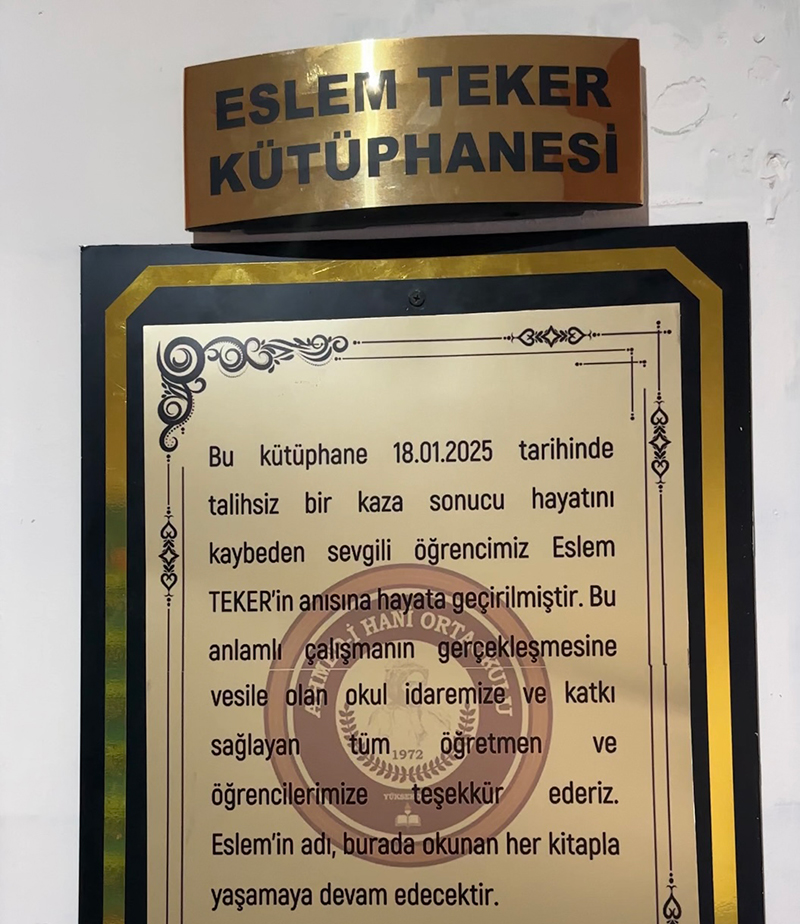 ESLEM TEKER
KÜTÜPHANESİ
Bu kütüphane 18.01.2025 tarihinde
talihsiz bir kaza sonucu hayatını
kaybeden sevgili öğrencimiz Eslem
TEKER'in anısına hayata geçirilmiştir. Bu
anlamlı çalışmanın gerçekleşmesine
vesile olan okul idaremize ve katkı
sağlayan tüm öğretmen ve
öğrencilerimize teşekkür ederiz.
Eslem'in adı, burada okunan her kitapla
yaşamaya devam edecektir.
HANİ
1972